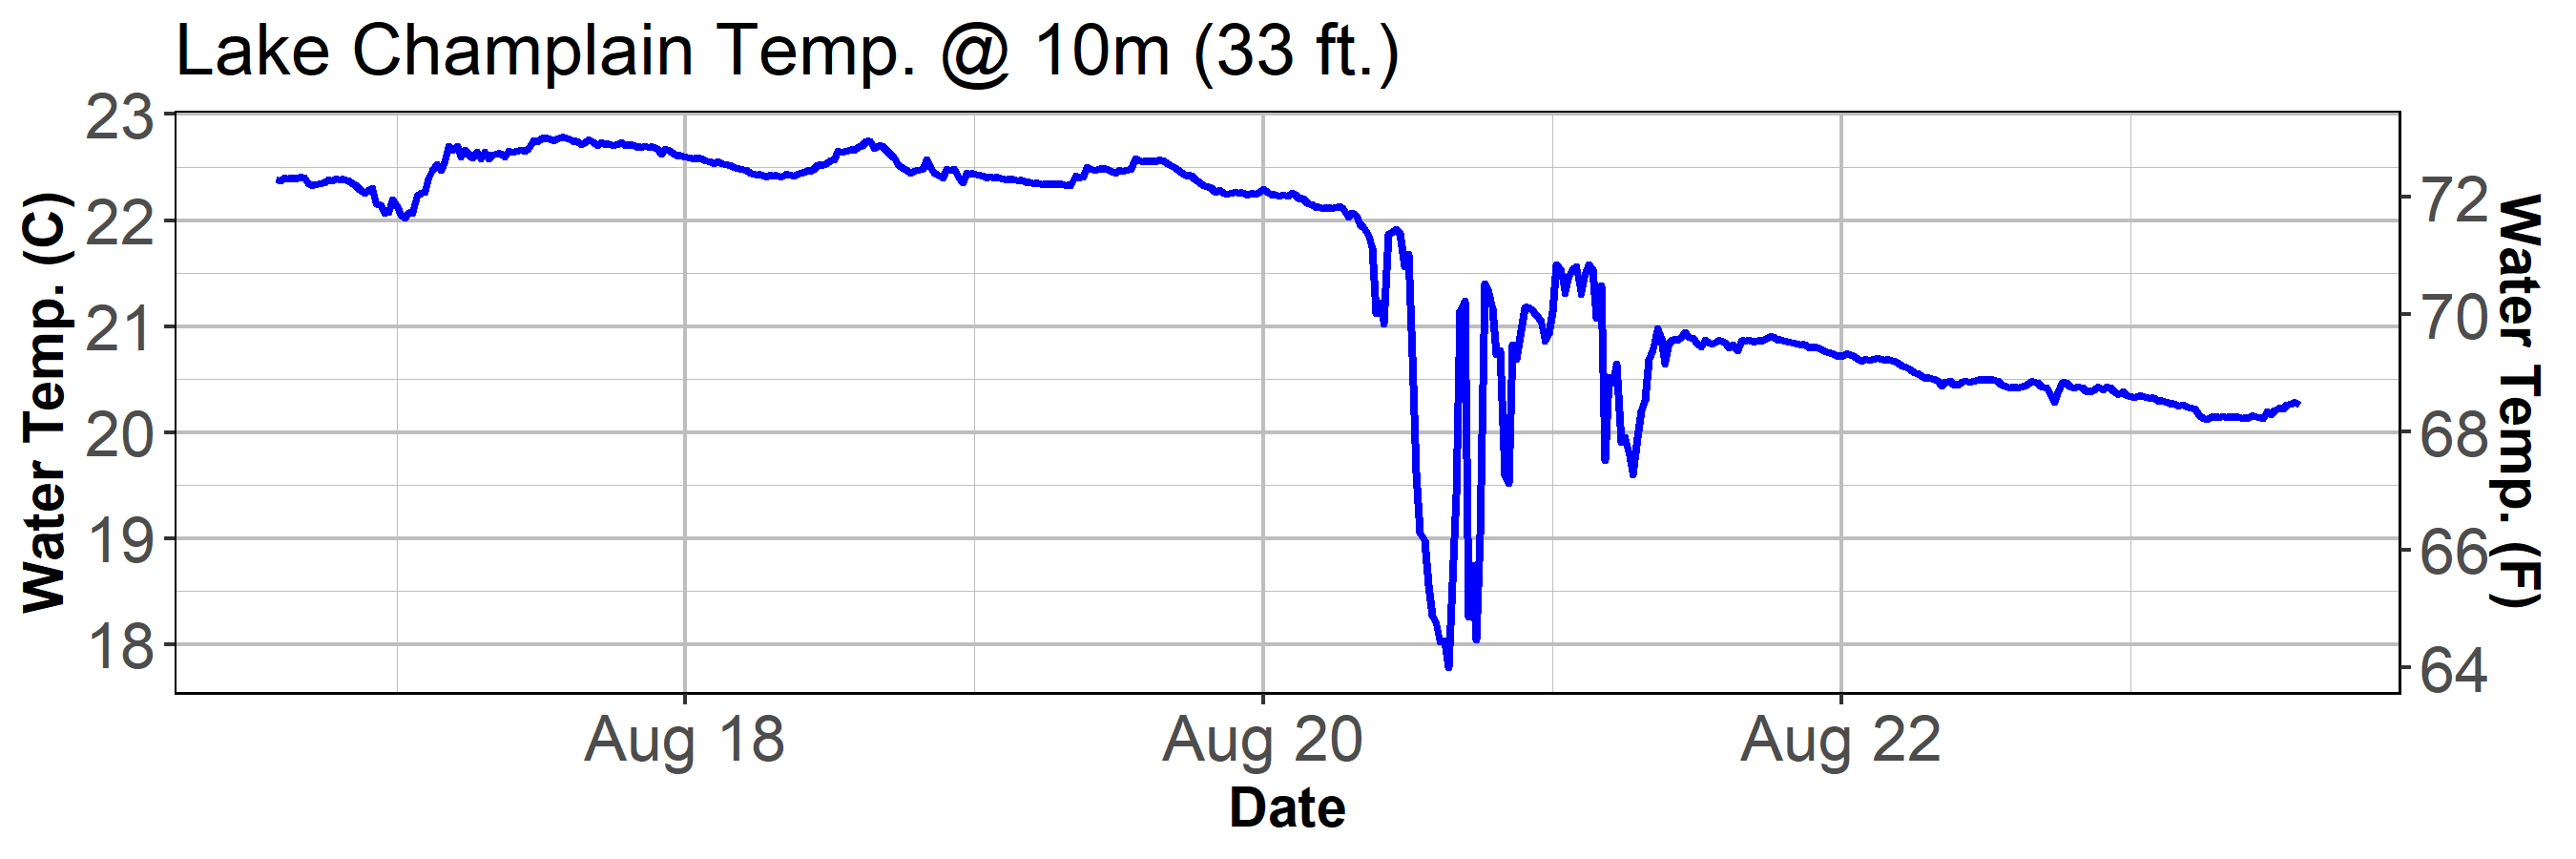 Lake Champlain Temp. @ 10m (33 ft.)
Water Temp. (C)
23
22
21
20
19
18
72
70
68
66
64
Water Temp. (F)
Aug 18
Aug 20
Aug 22
Date